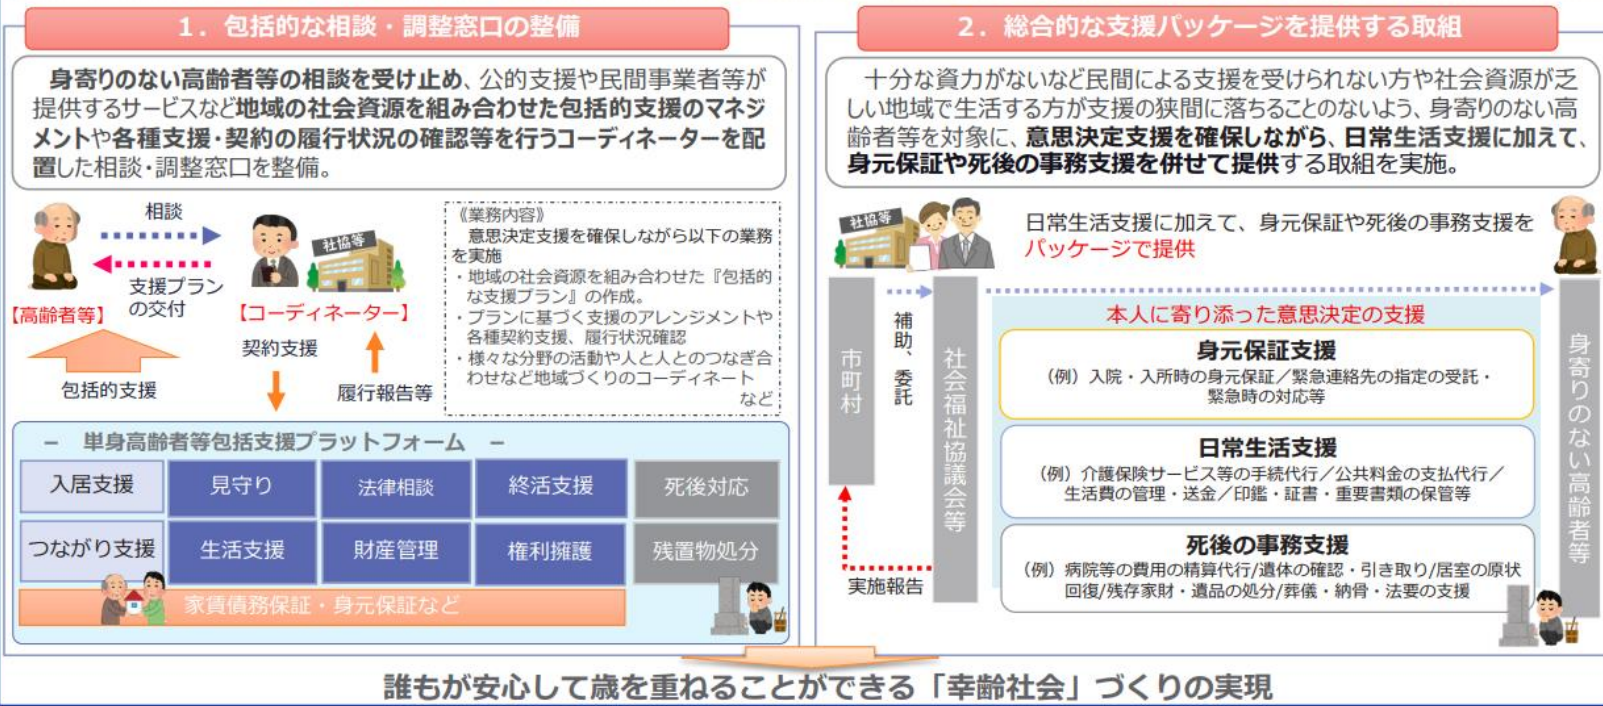 １．包括的な相談・調整窓口の整備
身寄りのない高齢者等の相談を受け止め、公的支援や民間事業者等が
提供するサービスなど地域の社会資源を組み合わせた包括的支援のマネジ
メントや各種支援・契約の履行状況の確認等を行うコーディネーターを配
置した相談・調整窓口を整備。
相談
支援プラン
の交付
【高齢者等】
社協等
【コーディネーター】
包括的支援
契約支援
履行報告等
《業務内容》
意思決定支援を確保しながら以下の業務
を実施
・地域の社会資源を組み合わせた『包括的
な支援プラン』の作成。
・プランに基づく支援のアレンジメントや
各種契約支援、履行状況確認
・様々な分野の活動や人と人とのつなぎ合
わせなど地域づくりのコーディネート
など
－　単身高齢者等包括支援プラットフォーム　－
入居支援
見守り
法律相談
終活支援
死後対応
つながり支援
生活支援
財産管理
権利擁護
残置物処分
家賃債務保証・身元保証など
２．総合的な支援パッケージを提供する取組
十分な資力がないなど民間による支援を受けられない方や社会資源が乏
しい地域で生活する方が支援の狭間に落ちることのないよう、身寄りのない高
齢者等を対象に、意思決定支援を確保しながら、日常生活支援に加えて、
身元保証や死後の事務支援を併せて提供する取組を実施。
社協等
日常生活支援に加えて、身元保証や死後の事務支援を
パッケージで提供
市町村
補助、委託
社会福祉協議会等
実施報告
本人に寄り添った意思決定の支援
身元保証支援
（例）入院・入所時の身元保証／緊急連絡先の指定の受託・
緊急時の対応等
日常生活支援
（例）介護保険サービス等の手続代行／公共料金の支払代行／
生活費の管理・送金／印鑑・証書・重要書類の保管等
死後の事務支援
（例）病院等の費用の精算代行/遺体の確認・引き取り/居室の原状
回復/残存家財・遺品の処分/葬儀・納骨・法要の支援
身寄りのない高齢者等
誰もが安心して歳を重ねることができる「幸齢社会」づくりの実現